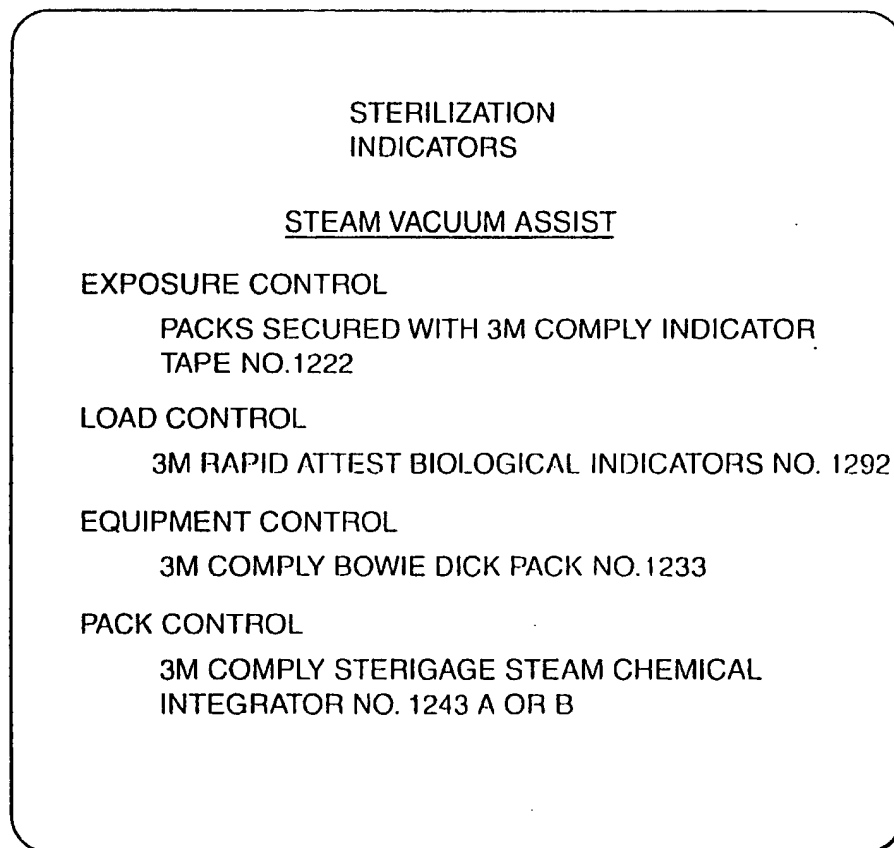 STERILIZATION
INDICATORS
STEAM VACUUM ASSIST
EXPOSURE CONTROL
PACKS SECURED WITH 3M COMPLY INDICATOR
TAPE NO.1222
LOAD CONTROL
3M RAPID ATTEST BIOLOGICAL INDICATORS NO. 1292
EQUIPMENT CONTROL
3M COMPLY BOWIE DICK PACK NO.1233
PACK CONTROL
3M COMPLY STERIGAGE STEAM CHEMICAL
INTEGRATOR NO. 1243 A OR B